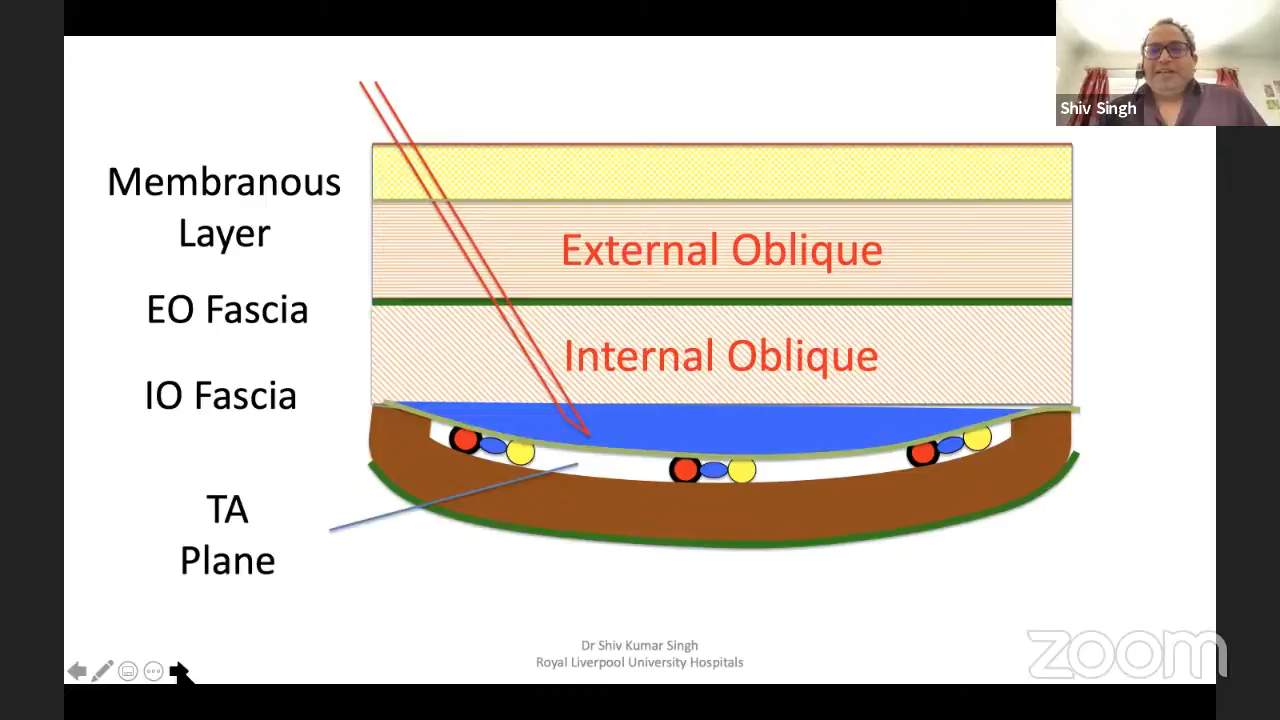 Shiv Singh
Membranous
Layer
External Oblique
EO Fascia
Internal Oblique
IO Fascia
TA
Plane
Dr Shiv Kumar Singh
Royal Liverpool University Hospitals
zoom